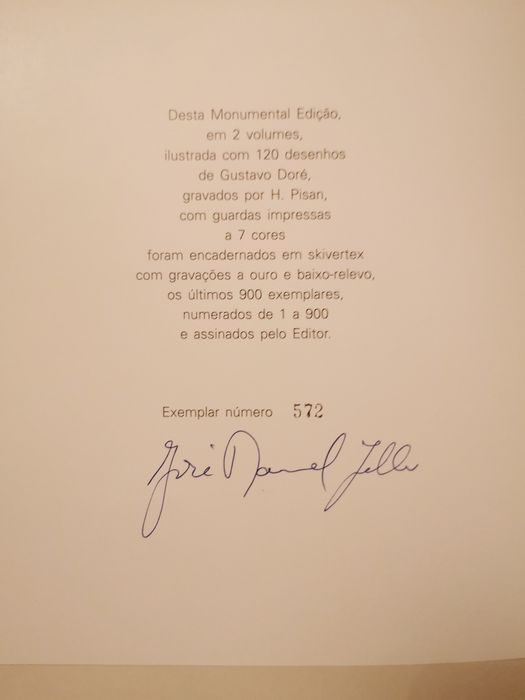 Desta Monumental Edição,
em 2 volumes,
ilustrada com 120 desenhos
de Gustavo Doré,
gravados por H. Pisan,
com guardas impressas
a 7 cores
foram encadernados em skivertex
com gravações a ouro e baixo-relevo,
os últimos 900 exemplares,
numerados de 1 a 900
e assinados pelo Editor.
Exemplar número 572
José Manuel